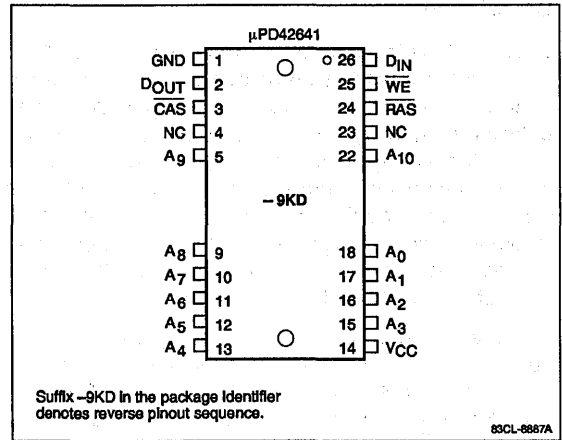 μPD42641
GND 1 26 DIN
DOUT 2 25 WE
CAS 3 24 RAS
NC 4 23 NC
A9 5 22 A10
–9KD
A8 9 18 A0
A7 10 17 A1
A6 11 16 A2
A5 12 15 A3
A4 13 14 VCC
Suffix –9KD in the package identifier
denotes reverse pinout sequence.
83CL-8887A